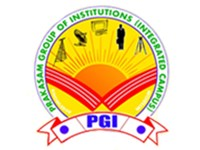 PRAKASAM GROUP OF INSTITUTIONS (INTEGRATED CAMPUS)
PGI